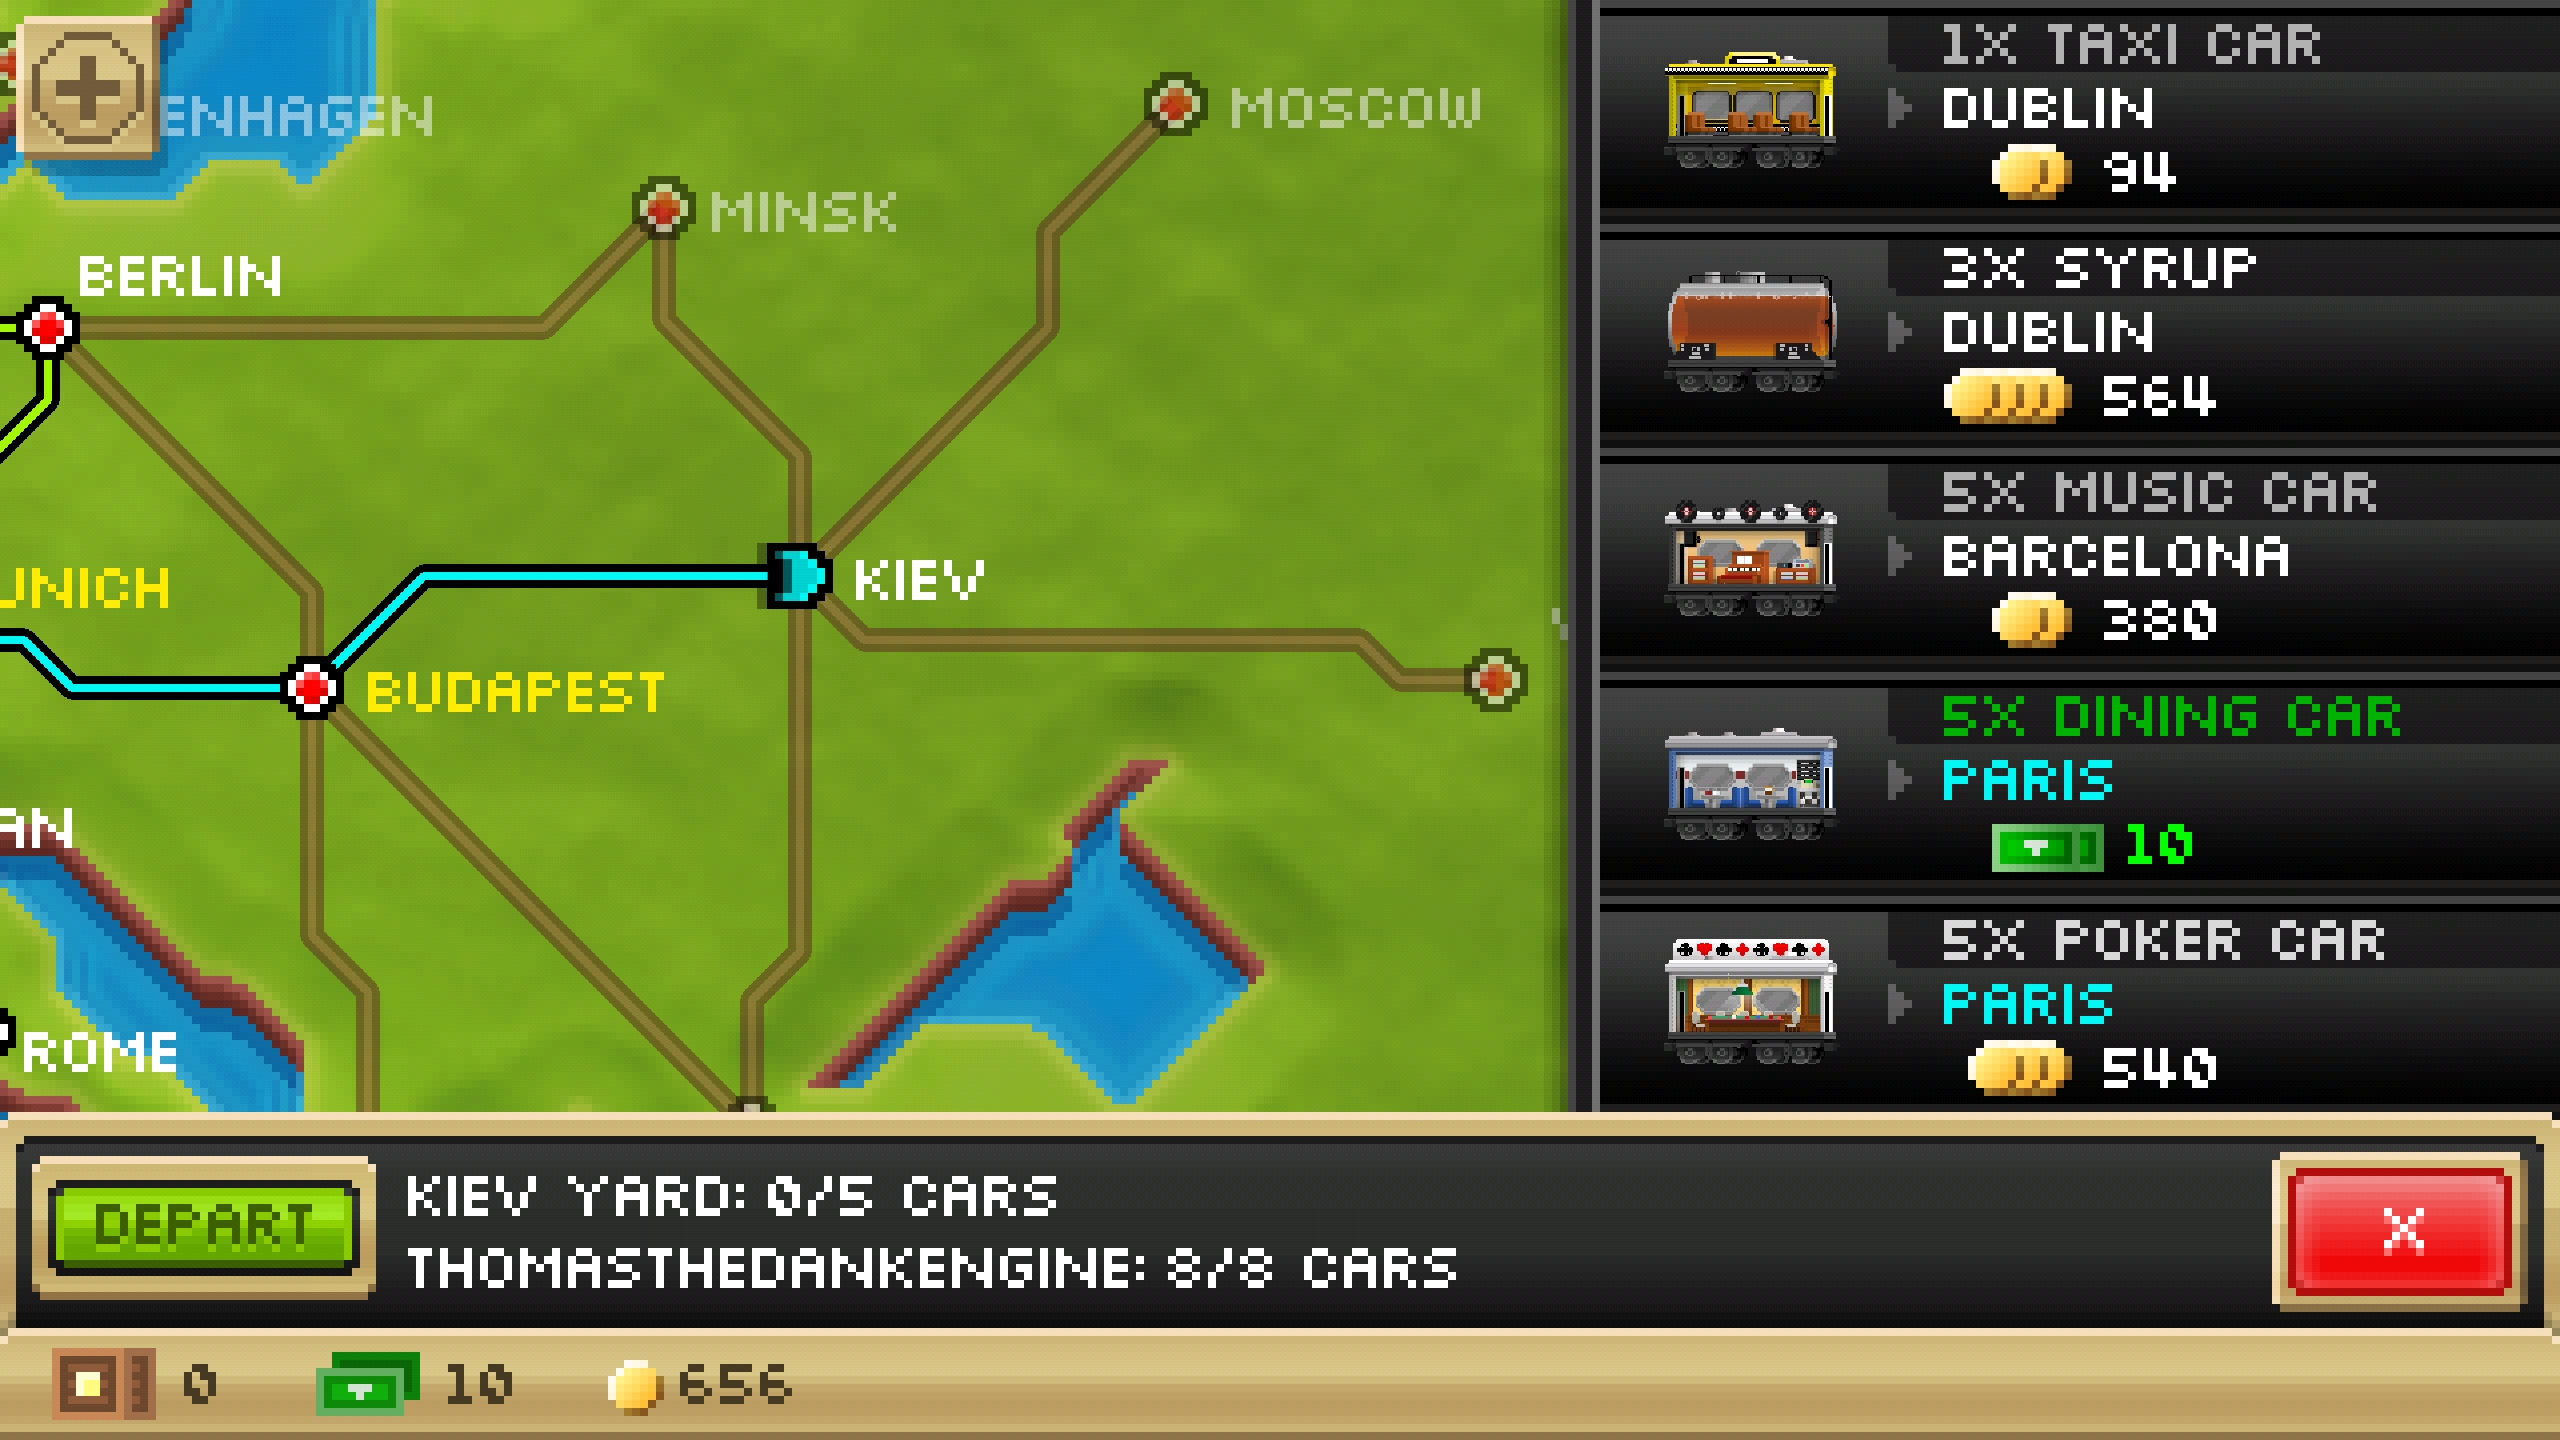 ENHAGEN
MOSCOW
MINSK
BERLIN
KIEV
UNICH
BUDAPEST
AN
ROME
1X TAXI CAR
DUBLIN
94
3X SYRUP
DUBLIN
564
5X MUSIC CAR
BARCELONA
380
5X DINING CAR
PARIS
10
5X POKER CAR
PARIS
540
DEPART
KIEV YARD: 0/5 CARS
THOMASTHEDANKENGINE: 8/8 CARS
X
0
10
656